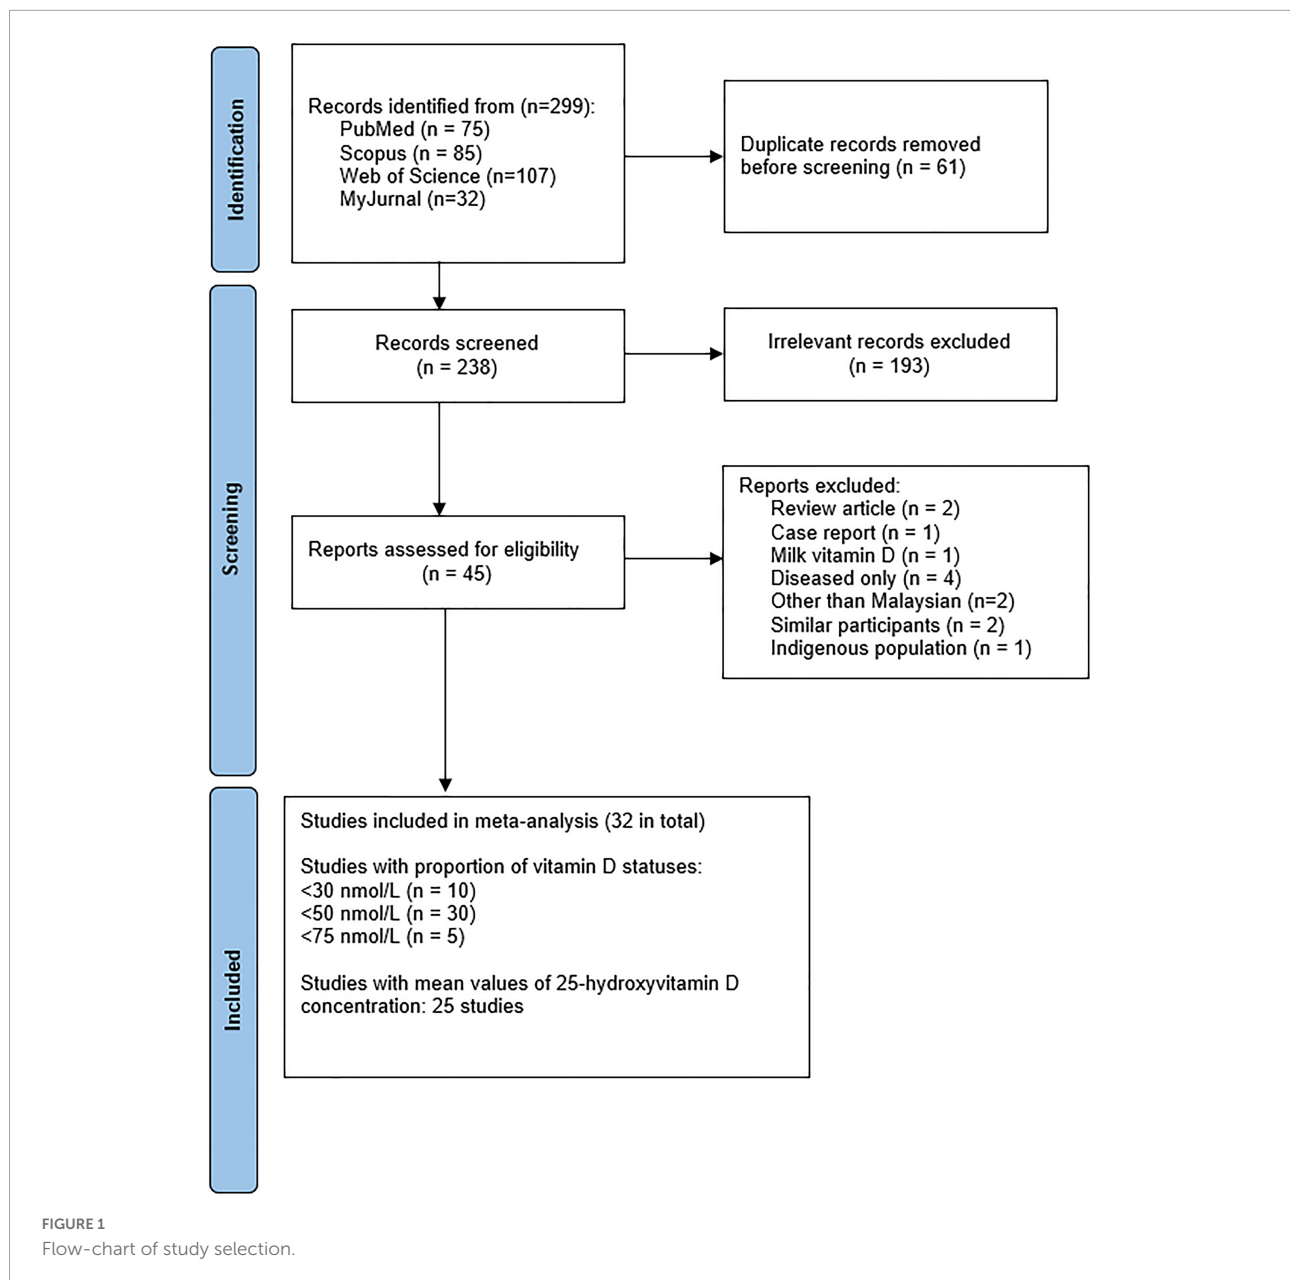 Identification
Records identified from (n=299):
PubMed (n = 75)
Scopus (n = 85)
Web of Science (n=107)
MyJurnal (n=32)
Duplicate records removed
before screening (n = 61)
Screening
Records screened
(n = 238)
Irrelevant records excluded
(n = 193)
Reports assessed for eligibility
(n = 45)
Reports excluded:
Review article (n = 2)
Case report (n = 1)
Milk vitamin D (n = 1)
Diseased only (n = 4)
Other than Malaysian (n=2)
Similar participants (n = 2)
Indigenous population (n = 1)
Included
Studies included in meta-analysis (32 in total)
Studies with proportion of vitamin D statuses:
<30 nmol/L (n = 10)
<50 nmol/L (n = 30)
<75 nmol/L (n = 5)
Studies with mean values of 25-hydroxyvitamin D
concentration: 25 studies
FIGURE 1
Flow-chart of study selection.